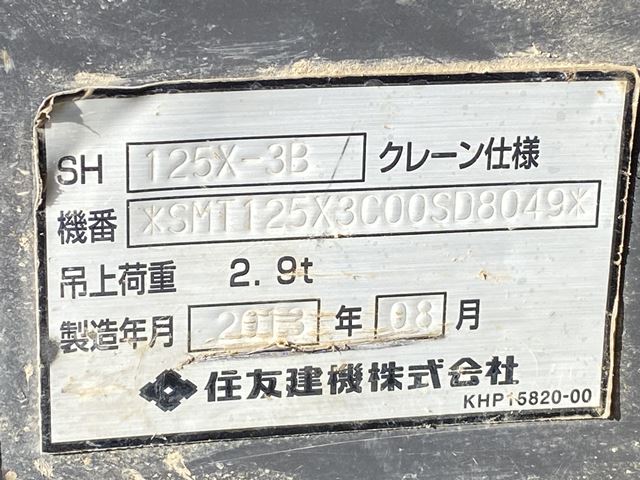 SH 125X-3B クレーン仕様
機番 *SMT125X3C00SD8049*
吊上荷重 2.9t
製造年月 2013 年 08 月
住友建機株式会社
KHP15820-00